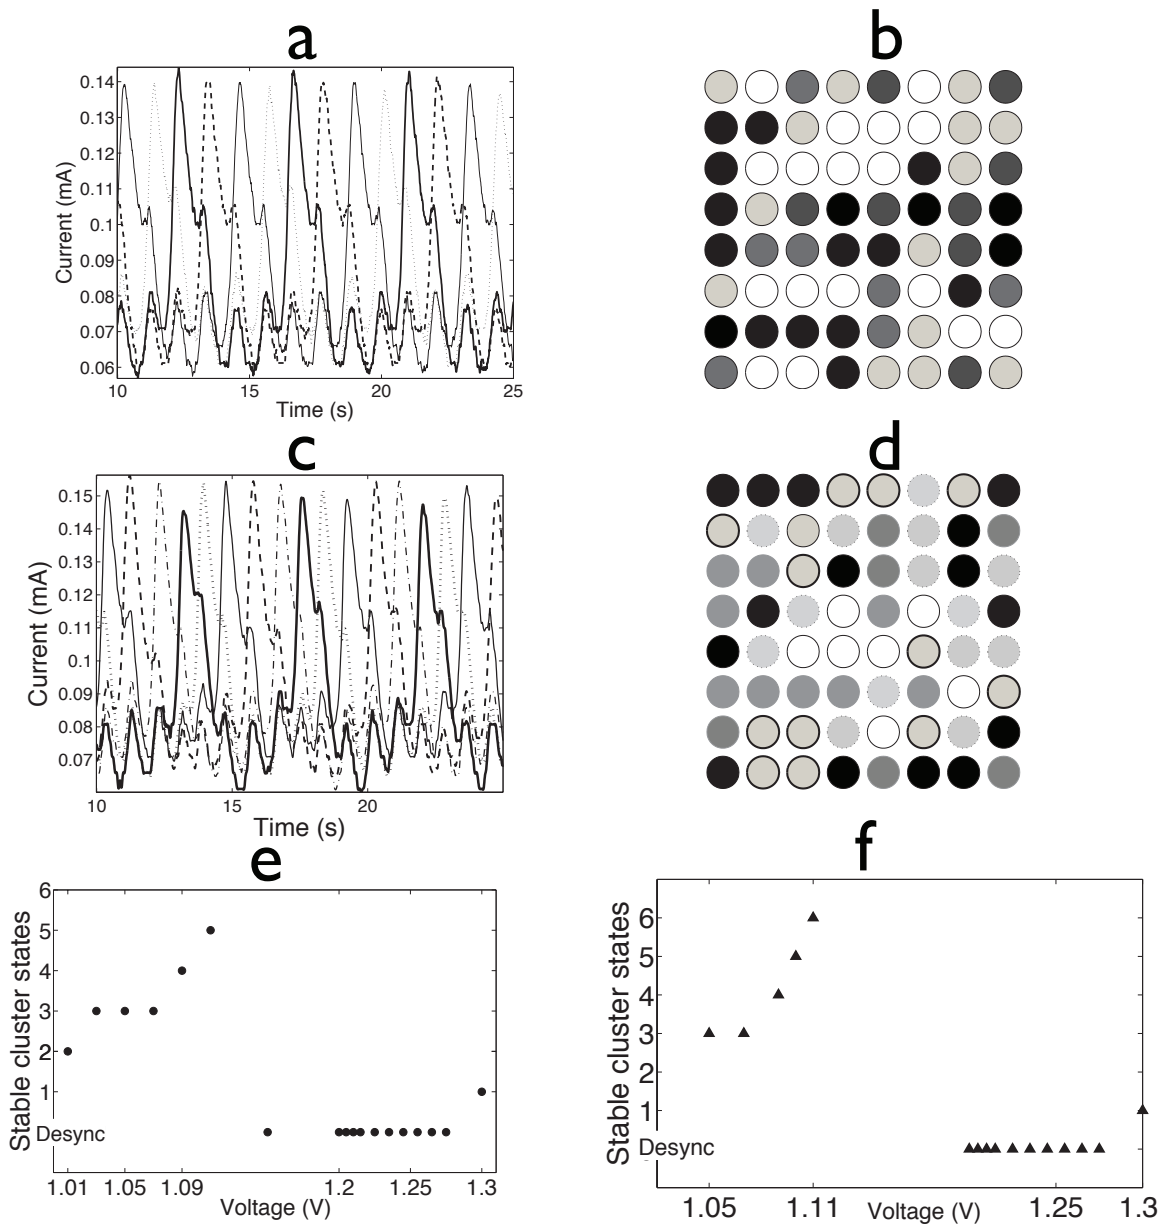 a
b
0.14
0.13
0.12
0.11
0.1
0.09
0.08
0.07
0.06
Current (mA)
10
15
20
25
Time (s)
c
d
0.15
0.14
0.13
0.12
0.11
0.1
0.09
0.08
0.07
Current (mA)
10
15
20
Time (s)
e
f
6
5
4
3
2
1
Desync
Stable cluster states
1.01
1.05
1.09
1.2
1.25
1.3
Voltage (V)
6
5
4
3
2
1
Desync
Stable cluster states
1.05
1.11
1.25
1.3
Voltage (V)